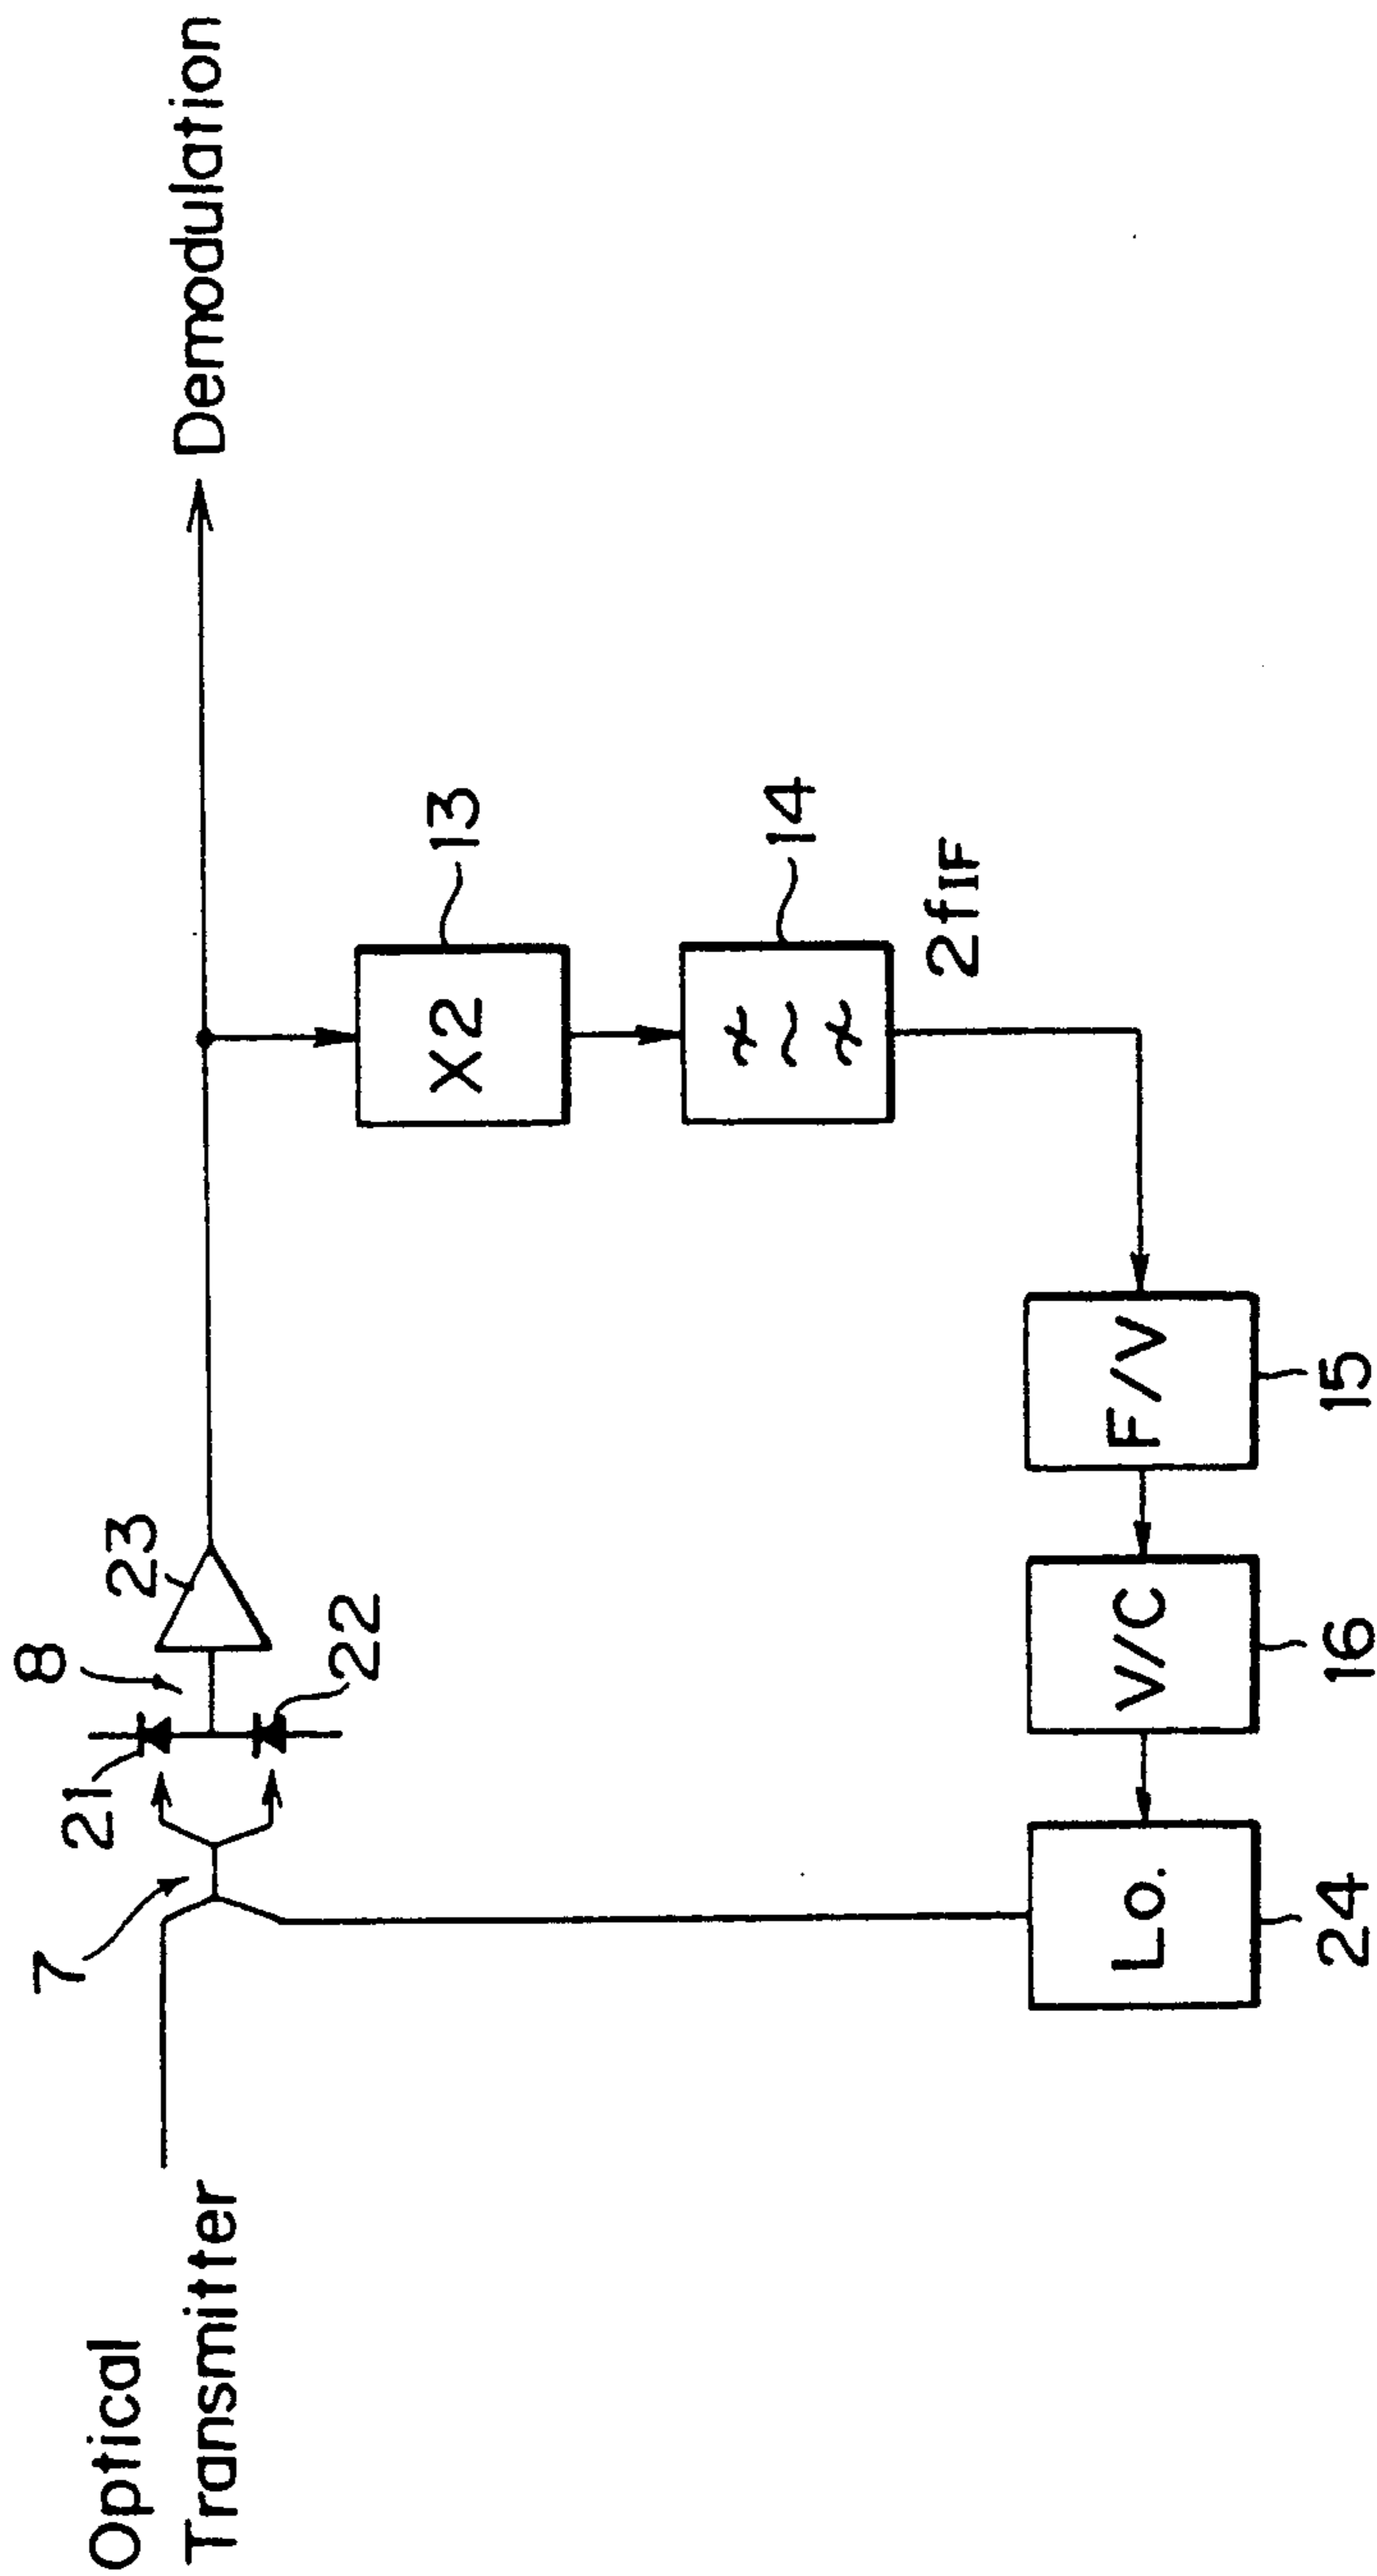 Optical
Transmitter
7
21
8
22
23
Demodulation
X2
13
14
2fIF
F/V
15
V/C
16
Lo.
24